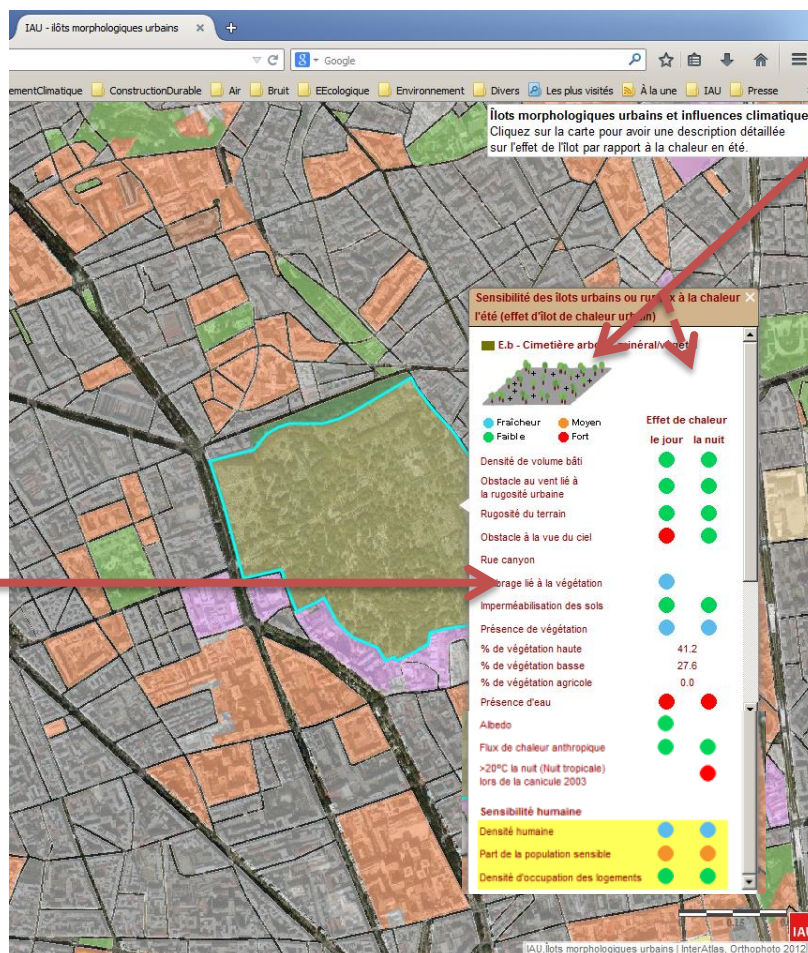 IAU - ilôts morphologiques urbains
Google
ementClimatique ConstructionDurable Air Bruit EEcologique Environnement Divers Les plus visités À la une IAU Presse
Îlots morphologiques urbains et influences climatique
Cliquez sur la carte pour avoir une description détaillée
sur l'effet de l'îlot par rapport à la chaleur en été.
Sensibilité des îlots urbains ou à la chaleur
l'été (effet d'îlot de chaleur urbain)
E.b - Cimetière
Fraîcheur Moyen Effet de chaleur
Faible Fort le jour la nuit
Densité de volume bâti
Obstacle au vent lié à
la rugosité urbaine
Rugosité du terrain
Obstacle à la vue du ciel
Rue canyon
brage lié à la végétation
Imperméabilisation des sols
Présence de végétation
% de végétation haute 41.2
% de végétation basse 27.6
% de végétation agricole 0.0
Présence d'eau
Albedo
Flux de chaleur anthropique
>20°C la nuit (Nuit tropicale)
lors de la canicule 2003
Sensibilité humaine
Densité humaine
Part de la population sensible
Densité d'occupation des logements
0.15
IAU
IAU,Îlots morphologiques urbains | InterAtlas, Orthophoto 2012